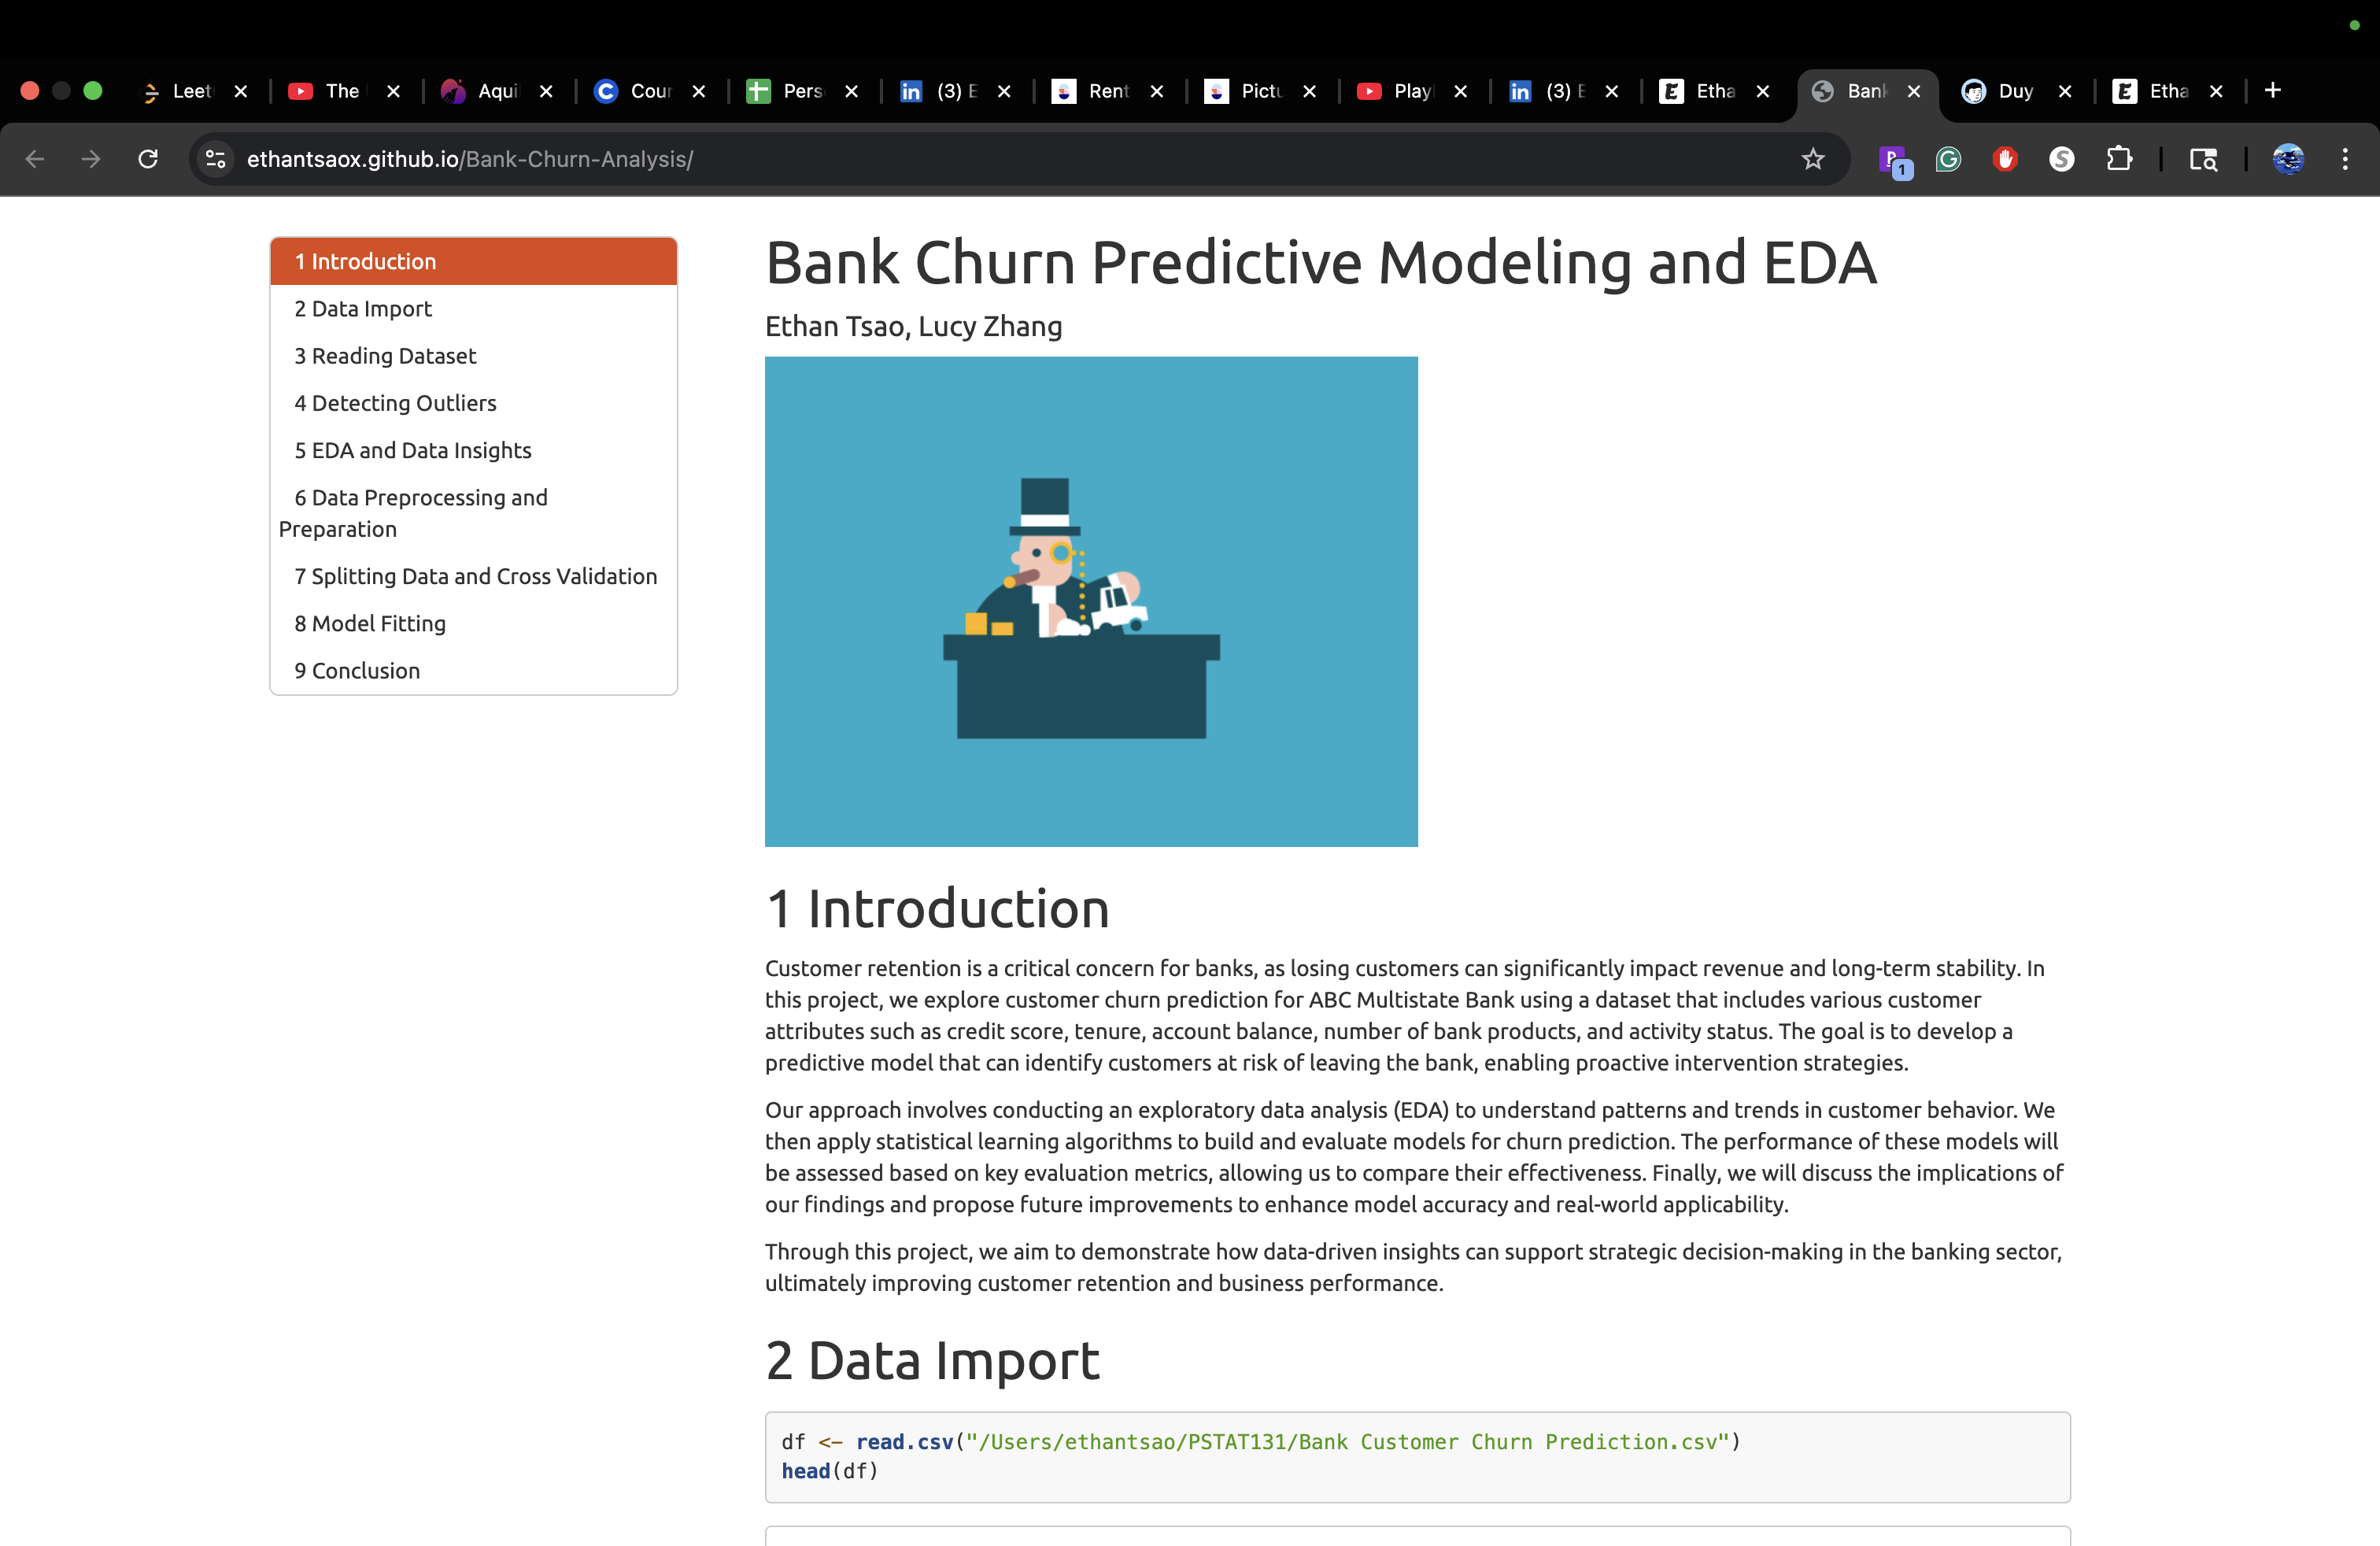 Leet
The
Aqui
Cour
Pers
(3) E
Rent
Pictu
Play
(3) E
Etha
Bank
Duy
Etha
ethantsaox.github.io/Bank-Churn-Analysis/
1
1 Introduction
2 Data Import
3 Reading Dataset
4 Detecting Outliers
5 EDA and Data Insights
6 Data Preprocessing and
Preparation
7 Splitting Data and Cross Validation
8 Model Fitting
9 Conclusion
Bank Churn Predictive Modeling and EDA
Ethan Tsao, Lucy Zhang
1 Introduction
Customer retention is a critical concern for banks, as losing customers can significantly impact revenue and long-term stability. In
this project, we explore customer churn prediction for ABC Multistate Bank using a dataset that includes various customer
attributes such as credit score, tenure, account balance, number of bank products, and activity status. The goal is to develop a
predictive model that can identify customers at risk of leaving the bank, enabling proactive intervention strategies.
Our approach involves conducting an exploratory data analysis (EDA) to understand patterns and trends in customer behavior. We
then apply statistical learning algorithms to build and evaluate models for churn prediction. The performance of these models will
be assessed based on key evaluation metrics, allowing us to compare their effectiveness. Finally, we will discuss the implications of
our findings and propose future improvements to enhance model accuracy and real-world applicability.
Through this project, we aim to demonstrate how data-driven insights can support strategic decision-making in the banking sector,
ultimately improving customer retention and business performance.
2 Data Import
df <- read.csv("/Users/ethantsao/PSTAT131/Bank Customer Churn Prediction.csv")
head(df)